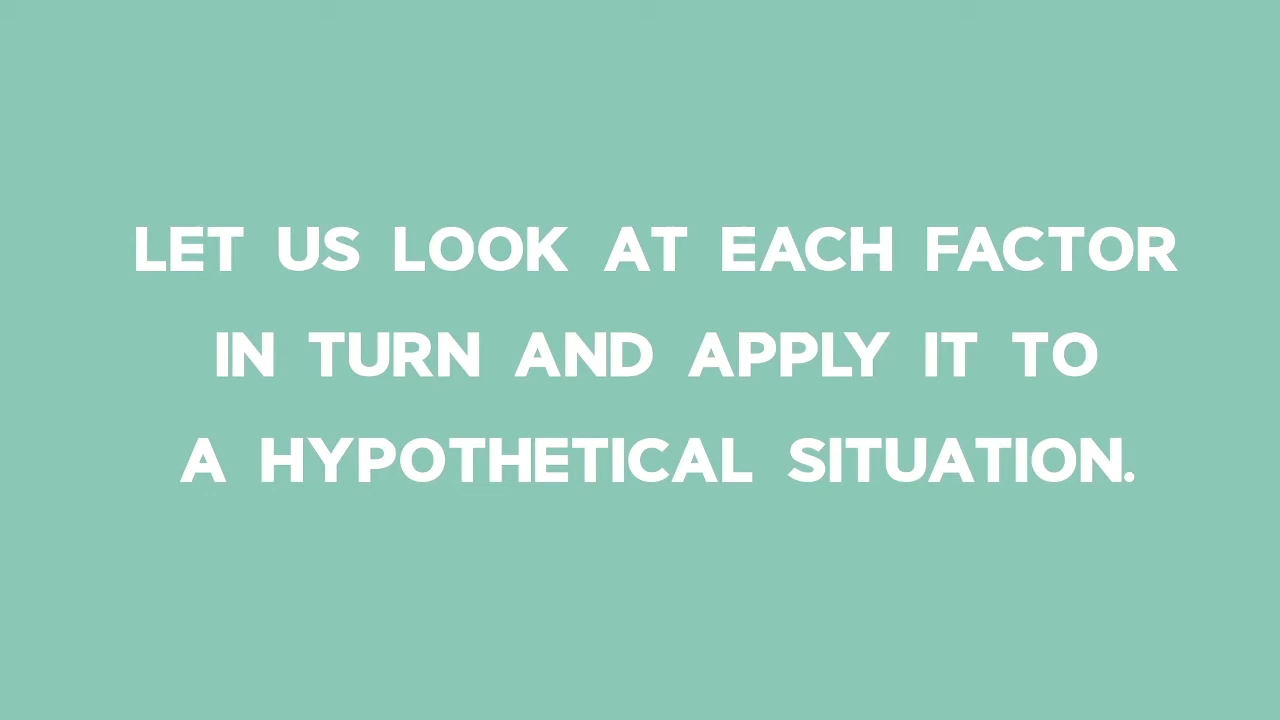 LET US LOOK AT EACH FACTOR
IN TURN AND APPLY IT TO
A HYPOTHETICAL SITUATION.